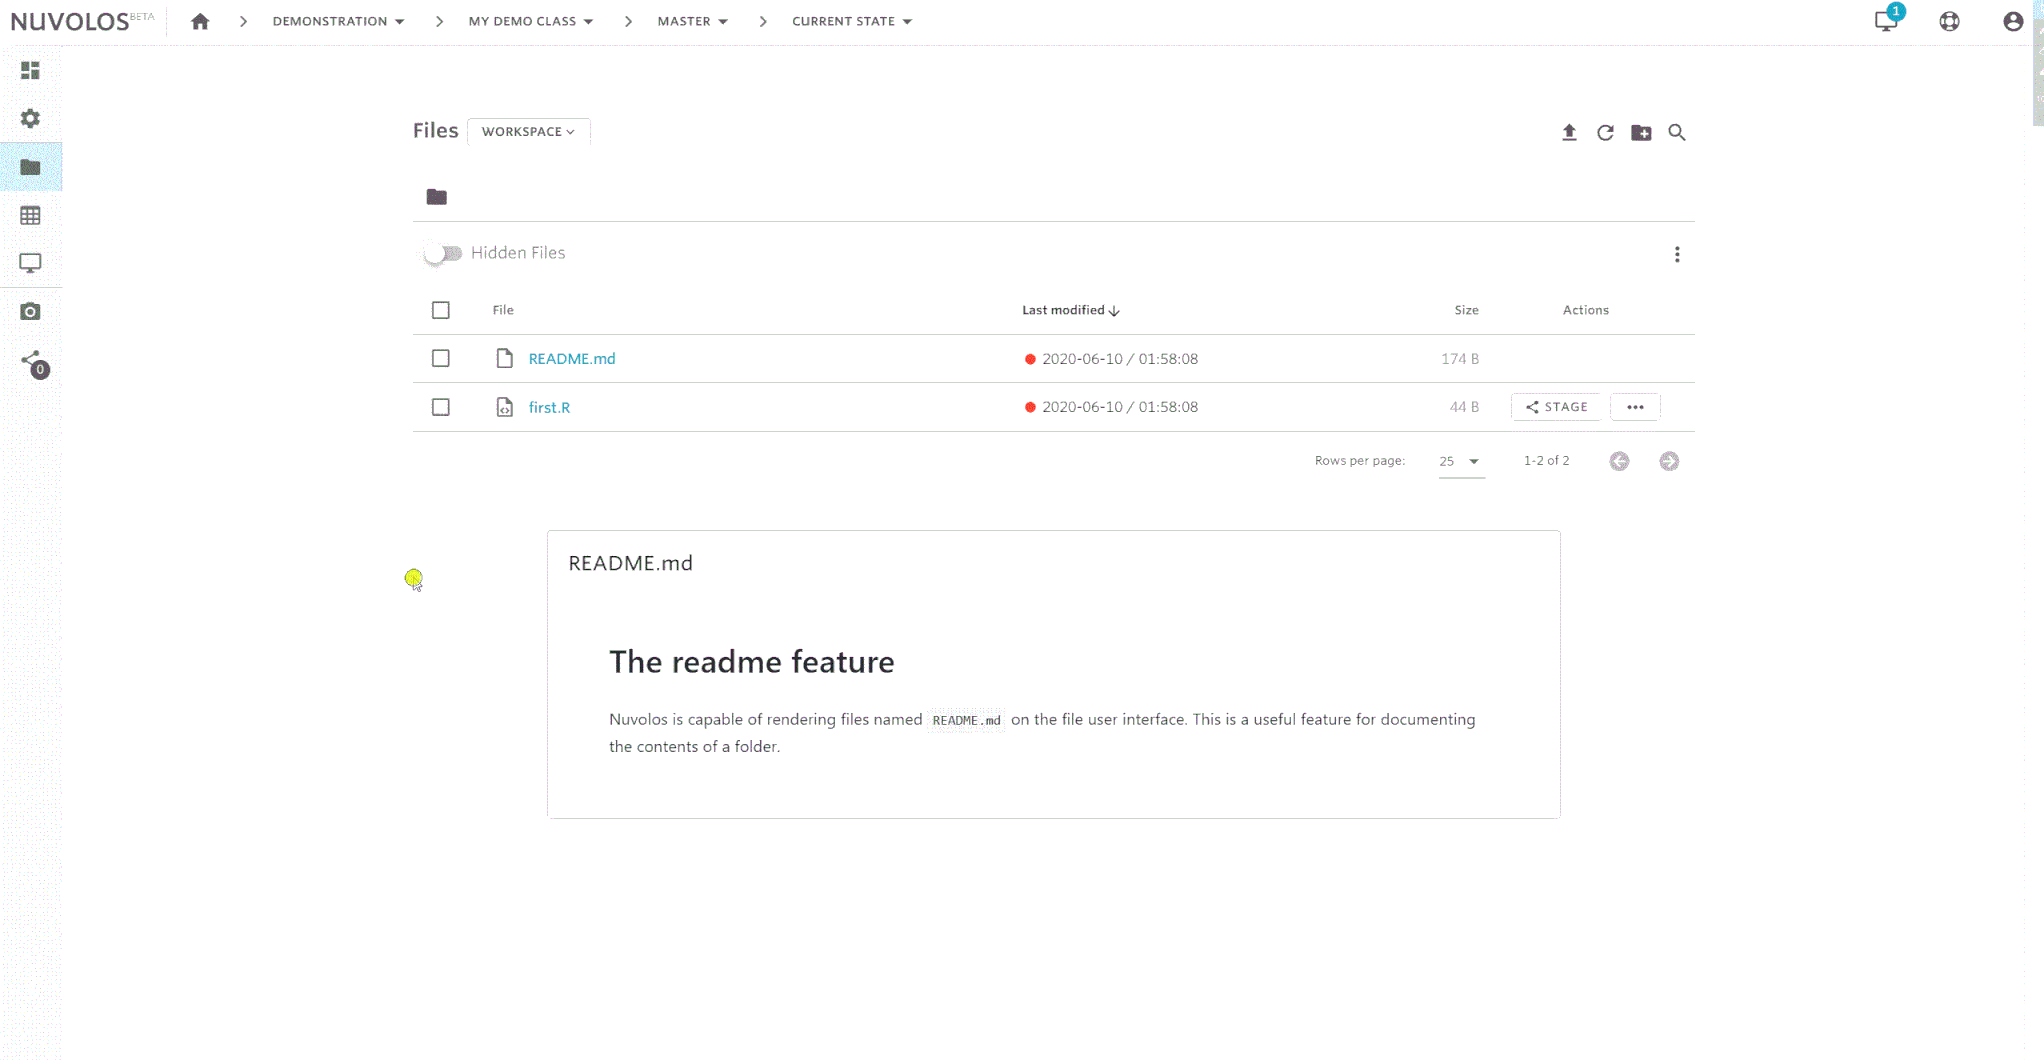 NUVOLOS BETA DEMONSTRATION MY DEMO CLASS MASTER CURRENT STATE 1
Files WORKSPACE
Hidden Files
File Last modified Size Actions
README.md 2020-06-10 / 01:58:08 174 B
0
first.R 2020-06-10 / 01:58:08 44 B STAGE
Rows per page: 25 1-2 of 2
README.md
The readme feature
Nuvolos is capable of rendering files named README.md on the file user interface. This is a useful feature for documenting
the contents of a folder.